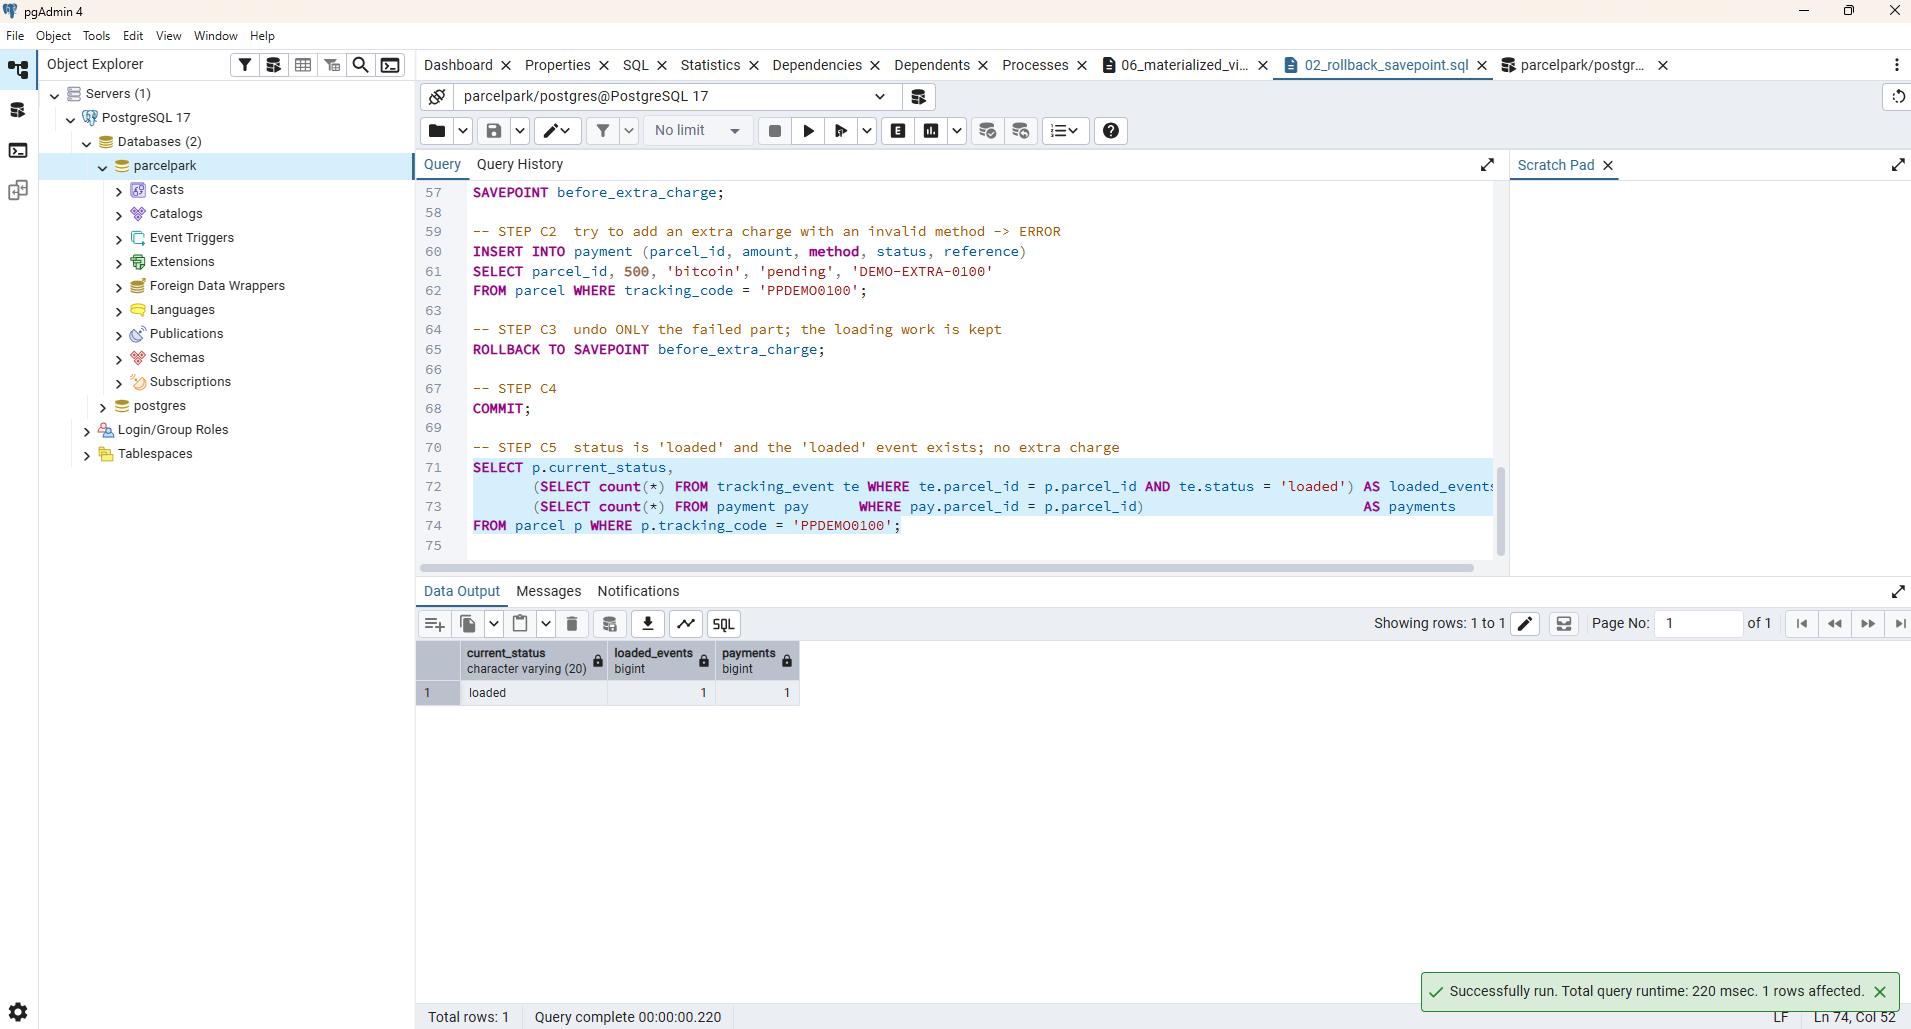 pgAdmin 4
File Object Tools Edit View Window Help
Object Explorer
Dashboard Properties SQL Statistics Dependencies Dependents Processes 06_materialized_vi... 02_rollback_savepoint.sql parcelpark/postgr...
Servers (1)
PostgreSQL 17
Databases (2)
parcelpark
Casts
Catalogs
Event Triggers
Extensions
Foreign Data Wrappers
Languages
Publications
Schemas
Subscriptions
postgres
Login/Group Roles
Tablespaces
parcelpark/postgres@PostgreSQL 17
No limit
E
Query Query History
Scratch Pad
57 SAVEPOINT before_extra_charge;
58
59 -- STEP C2  try to add an extra charge with an invalid method -> ERROR
60 INSERT INTO payment (parcel_id, amount, method, status, reference)
61 SELECT parcel_id, 500, 'bitcoin', 'pending', 'DEMO-EXTRA-0100'
62 FROM parcel WHERE tracking_code = 'PPDEMO0100';
63
64 -- STEP C3  undo ONLY the failed part; the loading work is kept
65 ROLLBACK TO SAVEPOINT before_extra_charge;
66
67 -- STEP C4
68 COMMIT;
69
70 -- STEP C5  status is 'loaded' and the 'loaded' event exists; no extra charge
71 SELECT p.current_status,
72 (SELECT count(*) FROM tracking_event te WHERE te.parcel_id = p.parcel_id AND te.status = 'loaded') AS loaded_events
73 (SELECT count(*) FROM payment pay WHERE pay.parcel_id = p.parcel_id) AS payments
74 FROM parcel p WHERE p.tracking_code = 'PPDEMO0100';
75
Data Output Messages Notifications
SQL
Showing rows: 1 to 1 Page No: 1 of 1
current_status loaded_events payments
character varying (20) bigint bigint
1 loaded 1 1
Successfully run. Total query runtime: 220 msec. 1 rows affected.
Total rows: 1 Query complete 00:00:00.220 LF Ln 74, Col 52